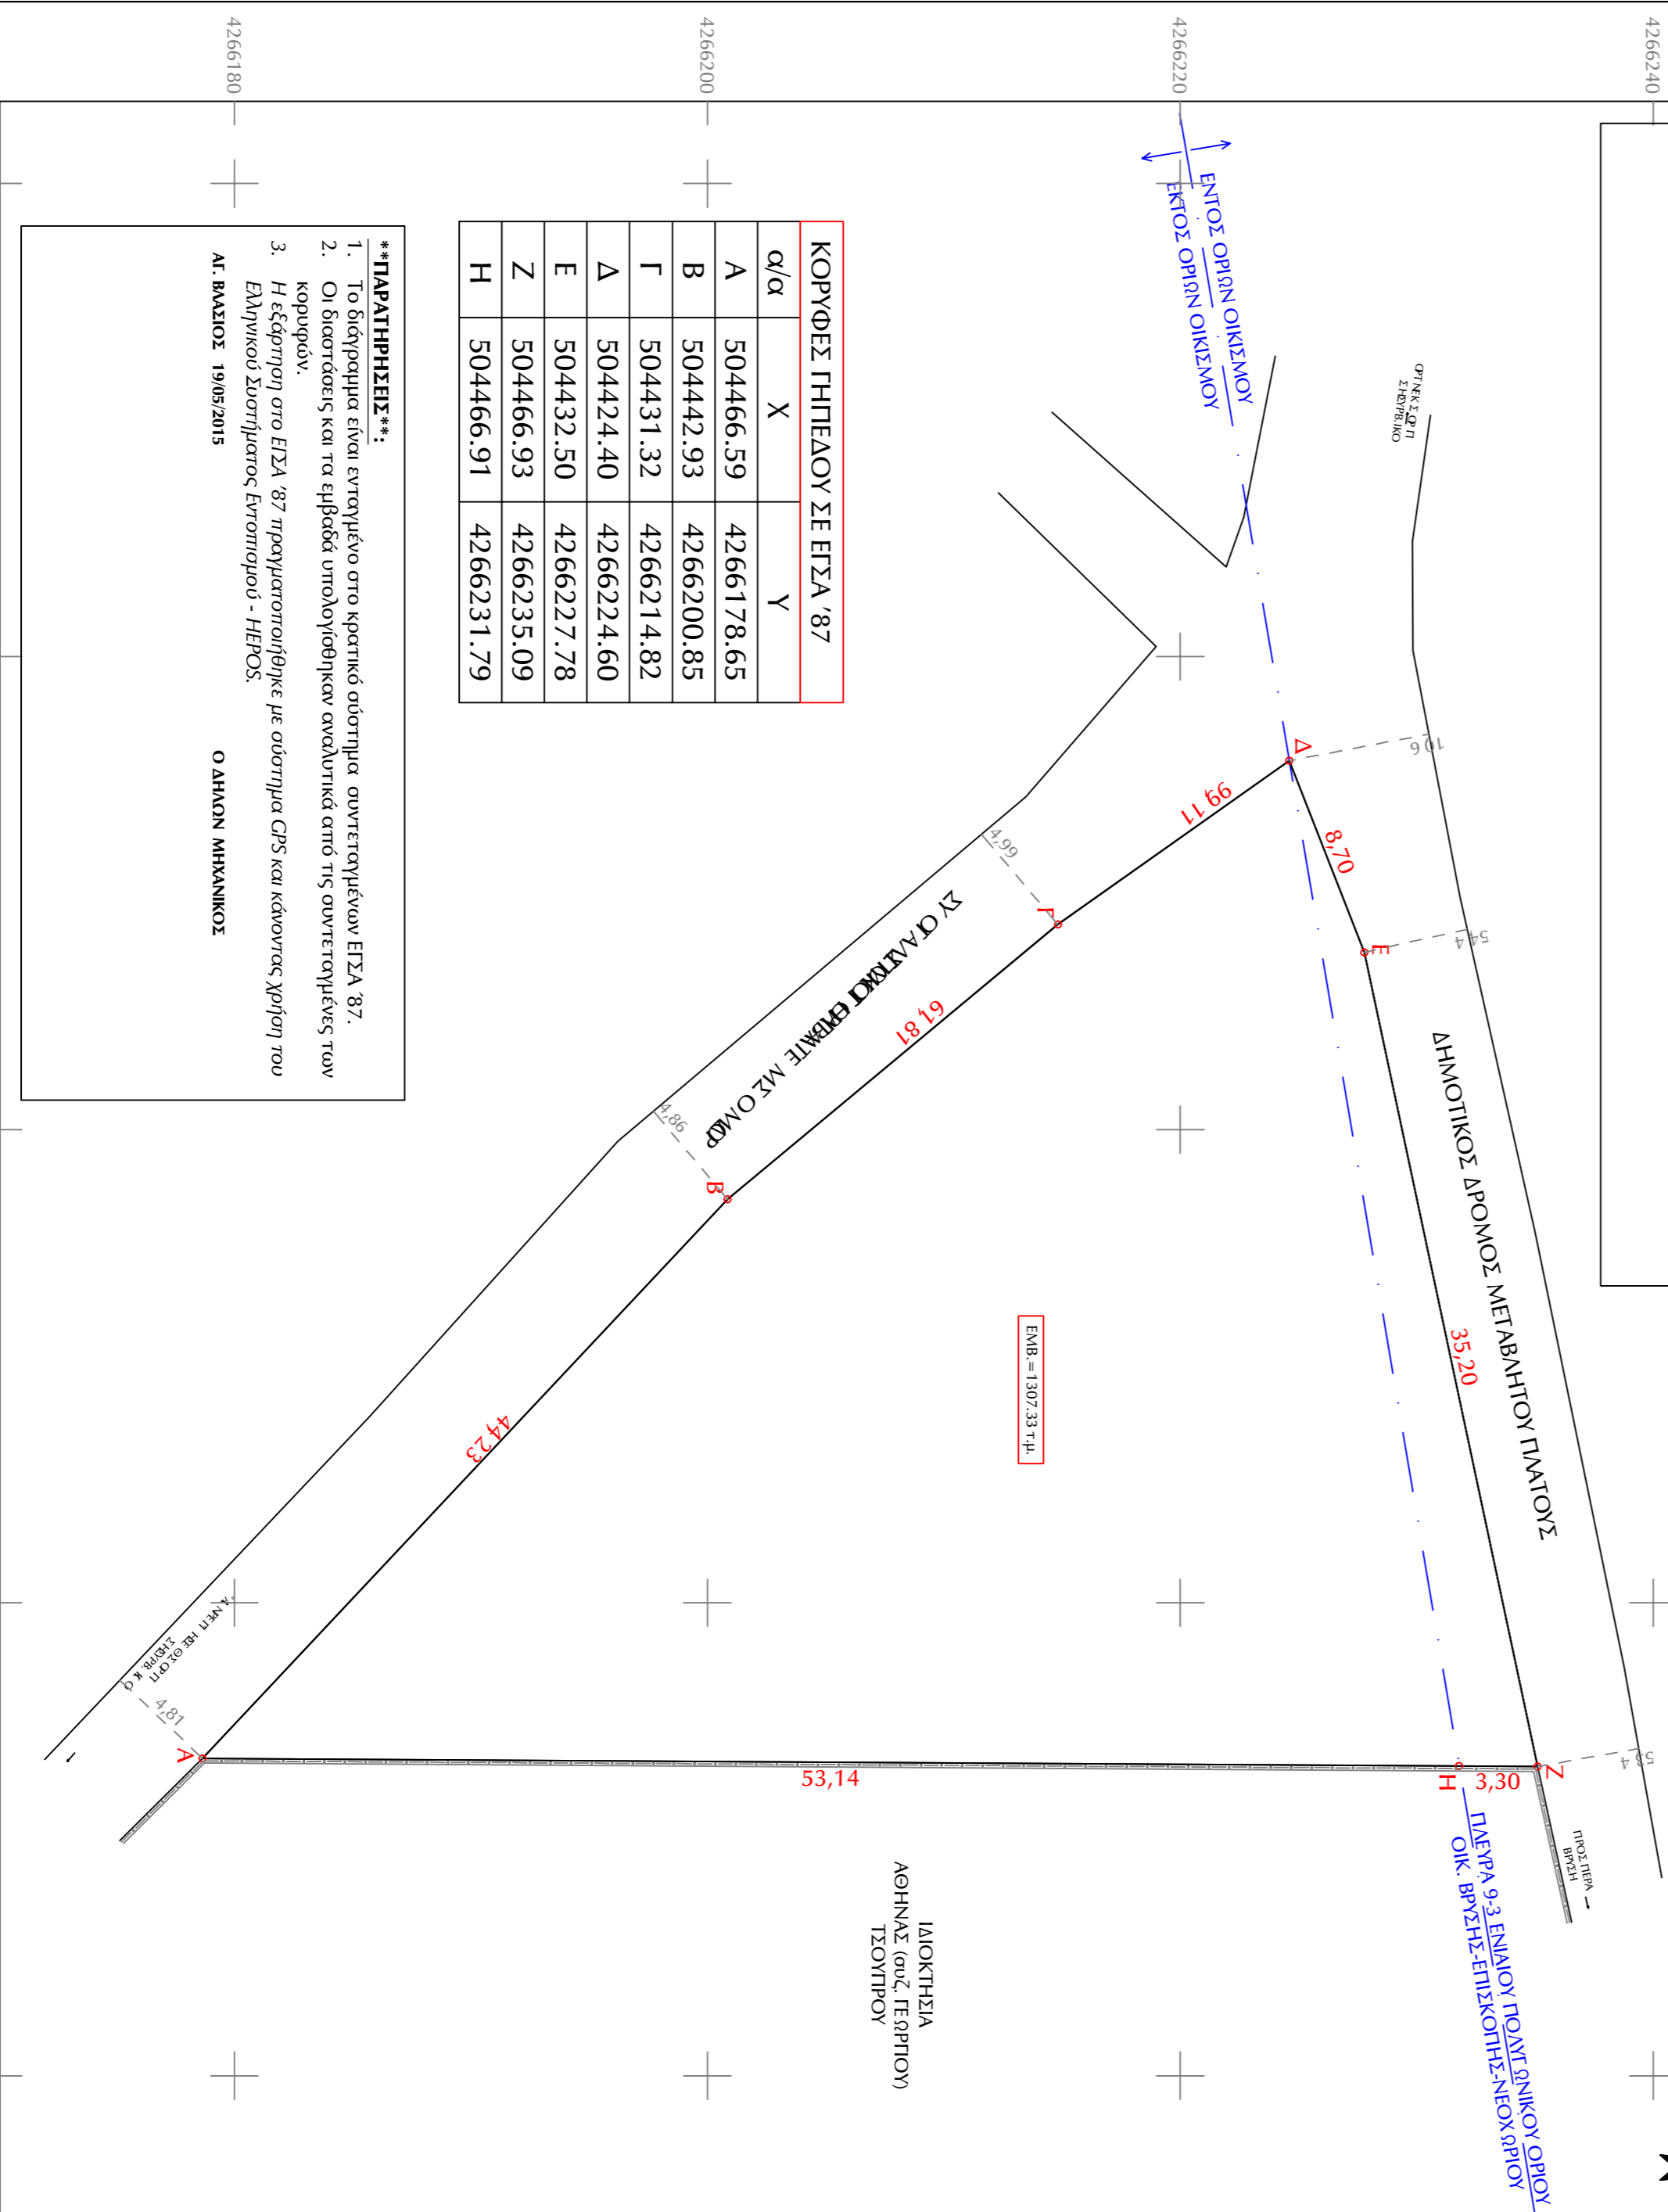 4266180
4266200
4266220
4266240
ΕΝΤΟΣ ΟΡΙΩΝ ΟΙΚΙΣΜΟΥ
ΕΚΤΟΣ ΟΡΙΩΝ ΟΙΚΙΣΜΟΥ
ΚΟΡΥΦΕΣ ΓΗΠΕΔΟΥ ΣΕ ΕΓΣΑ '87
α/α X Y
Α 504466.59 4266178.65
Β 504442.93 4266200.85
Γ 504431.32 4266214.82
Δ 504424.40 4266224.60
Ε 504432.50 4266227.78
Ζ 504466.93 4266235.09
Η 504466.91 4266231.79
**ΠΑΡΑΤΗΡΗΣΕΙΣ**:
1. Το διάγραμμα είναι ενταγμένο στο κρατικό σύστημα συντεταγμένων ΕΓΣΑ '87.
2. Οι διαστάσεις και τα εμβαδά υπολογίσθηκαν αναλυτικά από τις συντεταγμένες των
κορυφών.
3. Η εξάρτηση στο ΕΓΣΑ '87 πραγματοποιήθηκε με σύστημα GPS και κάνοντας χρήση του
Ελληνικού Συστήματος Εντοπισμού - HEPOS.
ΑΓ. ΒΛΑΣΙΟΣ 19/05/2015
Ο ΔΗΛΩΝ ΜΗΧΑΝΙΚΟΣ
Δ
8,70
Ε
35,20
Ζ
3,30
Η
53,14
Α
Β
Γ
4,99
4,86
4,81
ΔΗΜΟΤΙΚΟΣ ΔΡΟΜΟΣ ΜΕΤΑΒΛΗΤΟΥ ΠΛΑΤΟΥΣ
ΕΜΒ.=1307.33 τ.μ.
ΠΡΟΣ ΠΕΡΑ
ΒΡΥΣΗ
ΠΛΕΥΡΑ 9-3 ΕΝΙΑΙΟΥ ΠΟΛΥΓΩΝΙΚΟΥ ΟΡΙΟΥ
ΟΙΚ. ΒΡΥΣΗΣ-ΕΠΙΣΚΟΠΗΣ-ΝΕΟΧΩΡΙΟΥ
ΙΔΙΟΚΤΗΣΙΑ
ΑΘΗΝΑΣ (συζ. ΓΕΩΡΓΙΟΥ)
ΤΣΟΥΠΡΟΥ